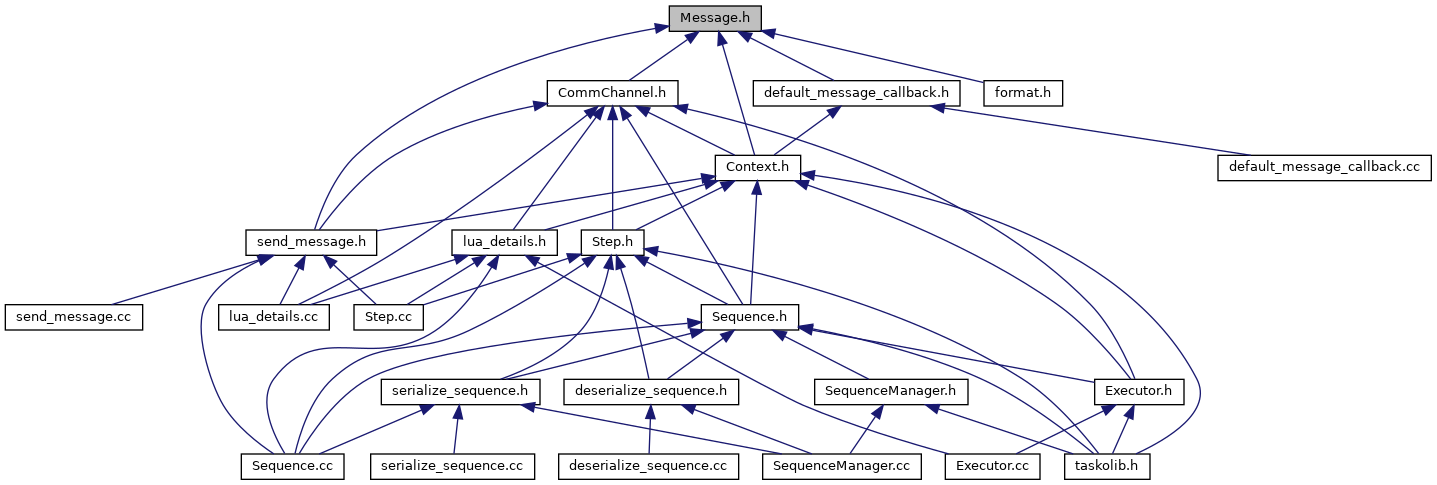 Message.h
CommChannel.h
default_message_callback.h
format.h
Context.h
default_message_callback.cc
send_message.h
lua_details.h
Step.h
send_message.cc
lua_details.cc
Step.cc
Sequence.h
serialize_sequence.h
deserialize_sequence.h
SequenceManager.h
Executor.h
Sequence.cc
serialize_sequence.cc
deserialize_sequence.cc
SequenceManager.cc
Executor.cc
taskolib.h